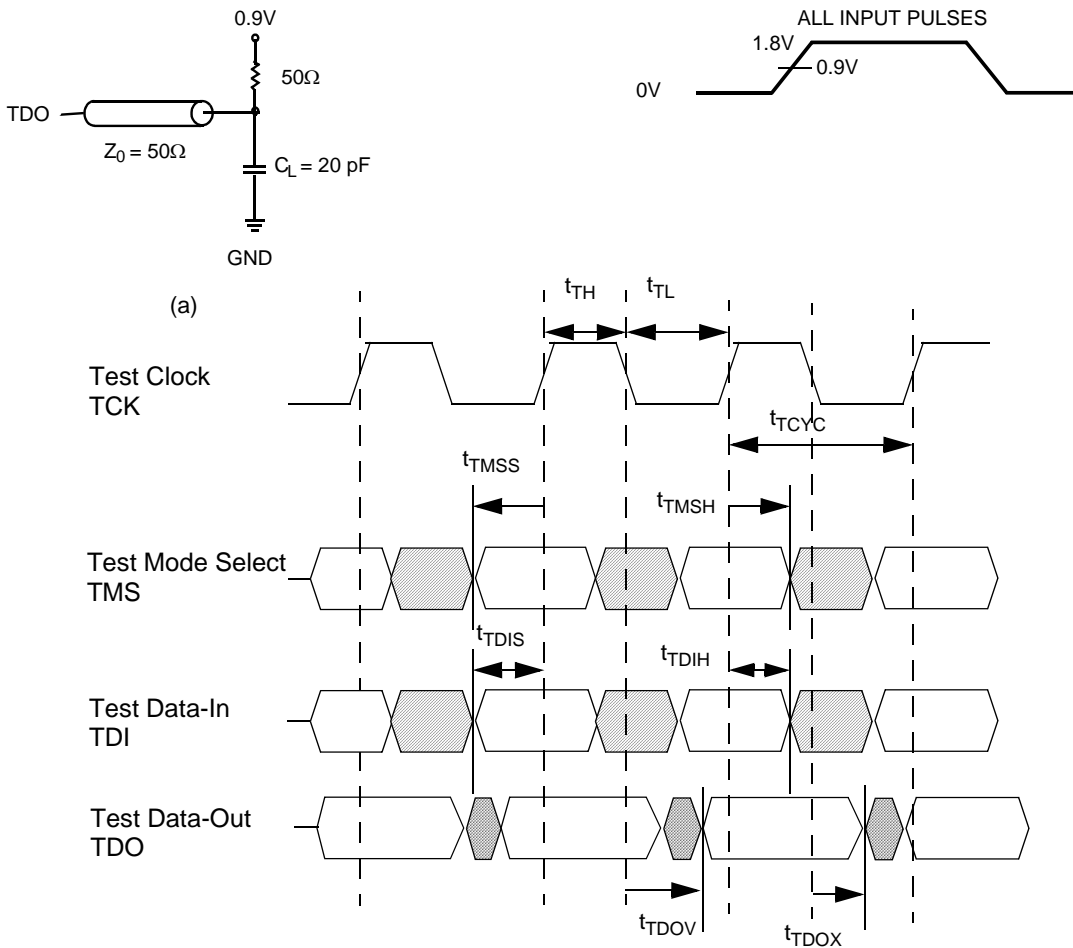 0.9V
50Ω
TDO
Z0 = 50Ω
CL = 20 pF
GND
(a)
ALL INPUT PULSES
1.8V
0.9V
0V
tTH
tTL
Test Clock
TCK
tTCYC
tTMSS
tTMSH
Test Mode Select
TMS
tTDIS
tTDIH
Test Data-In
TDI
Test Data-Out
TDO
tTDOV
tTDOX